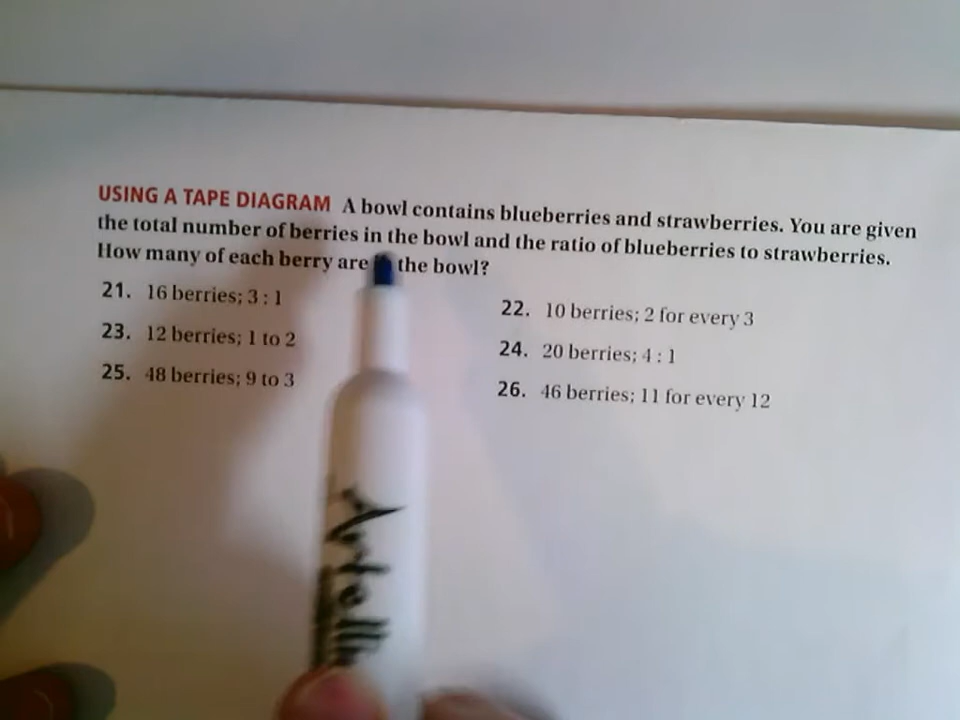 USING A TAPE DIAGRAM A bowl contains blueberries and strawberries. You are given
the total number of berries in the bowl and the ratio of blueberries to strawberries.
How many of each berry are the bowl?
21. 16 berries; 3 : 1
22. 10 berries; 2 for every 3
23. 12 berries; 1 to 2
24. 20 berries; 4 : 1
25. 48 berries; 9 to 3
26. 46 berries; 11 for every 12